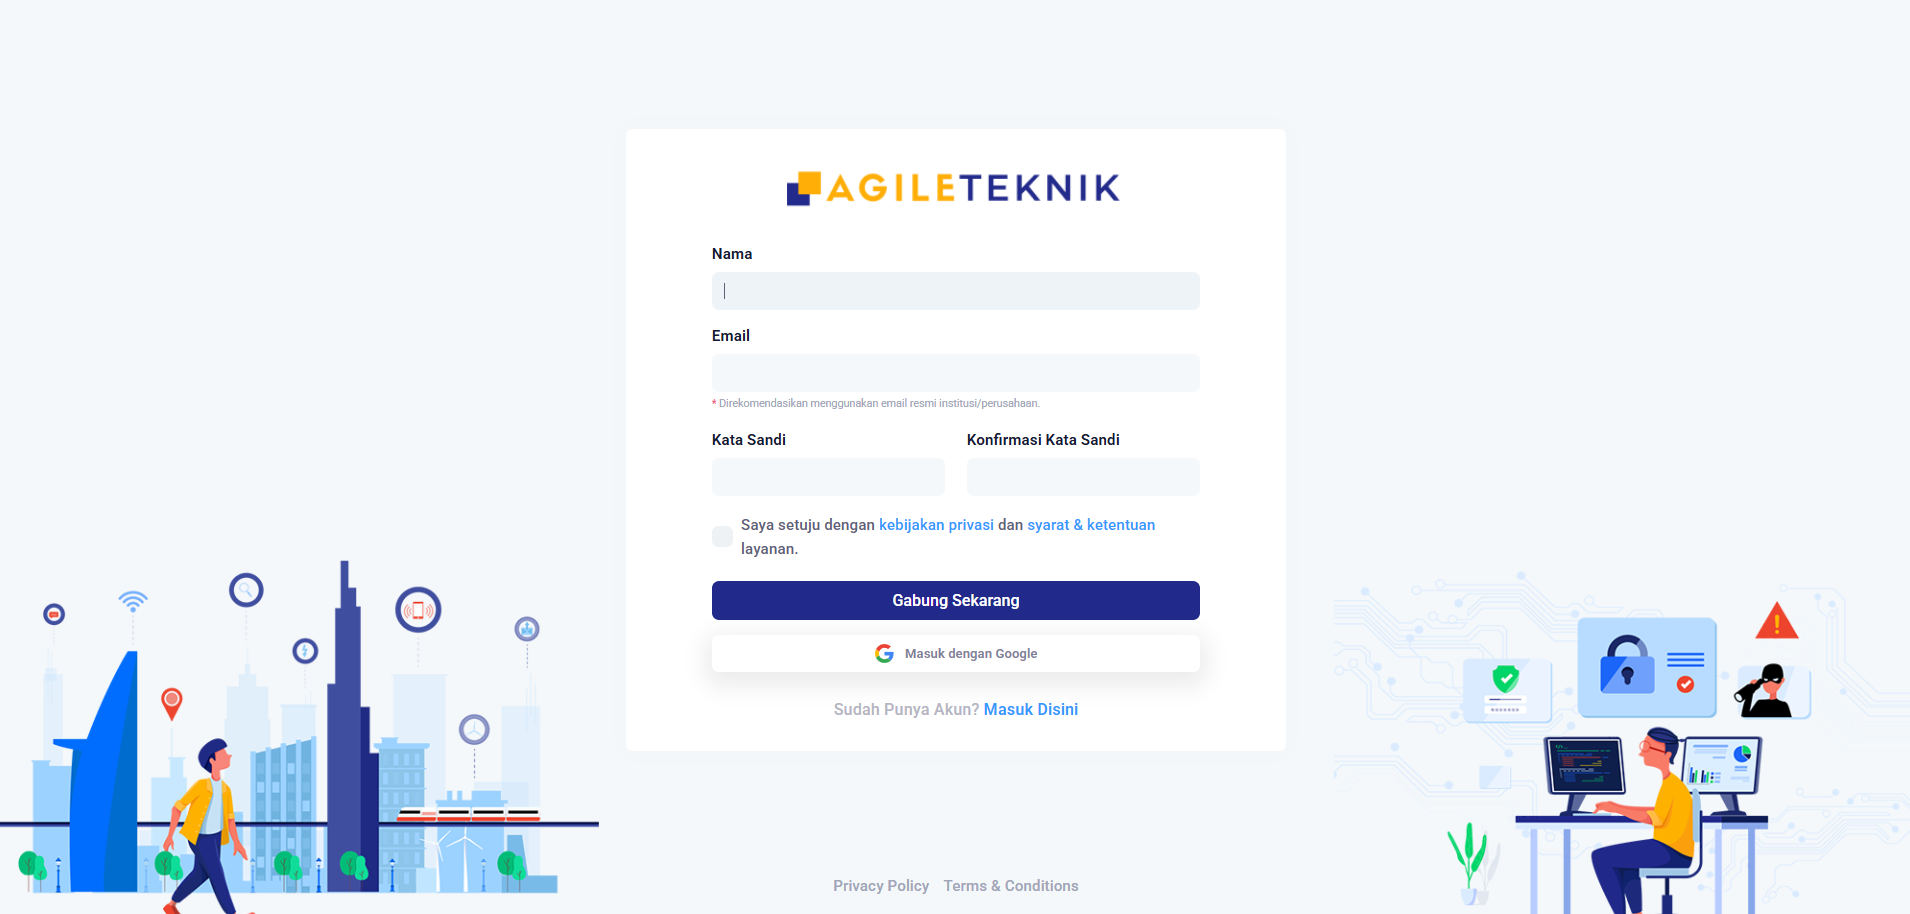 AGILETEKNIK
Nama
Email
* Direkomendasikan menggunakan email resmi institusi/perusahaan.
Kata Sandi
Konfirmasi Kata Sandi
Saya setuju dengan kebijakan privasi dan syarat & ketentuan
layanan.
Gabung Sekarang
Masuk dengan Google
Sudah Punya Akun? Masuk Disini
Privacy Policy Terms & Conditions